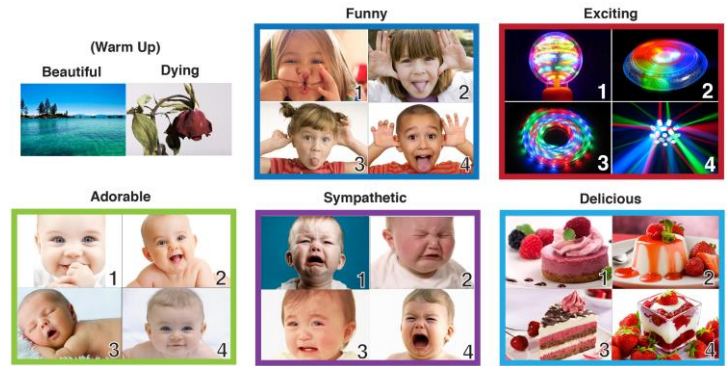 (Warm Up)
Beautiful
Dying
Funny
1
2
3
4
Exciting
1
2
3
4
Adorable
1
2
3
4
Sympathetic
1
2
3
4
Delicious
1
2
3
4